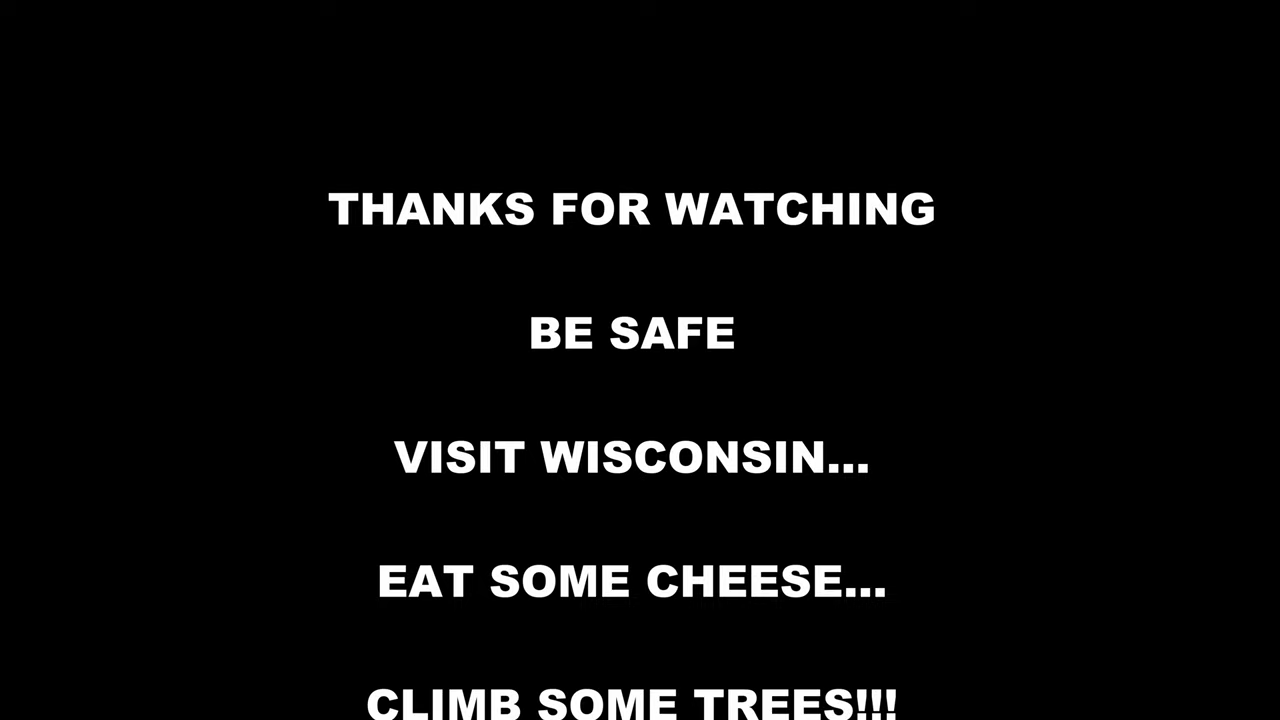 THANKS FOR WATCHING
BE SAFE
VISIT WISCONSIN...
EAT SOME CHEESE...
CLIMB SOME TREES!!!